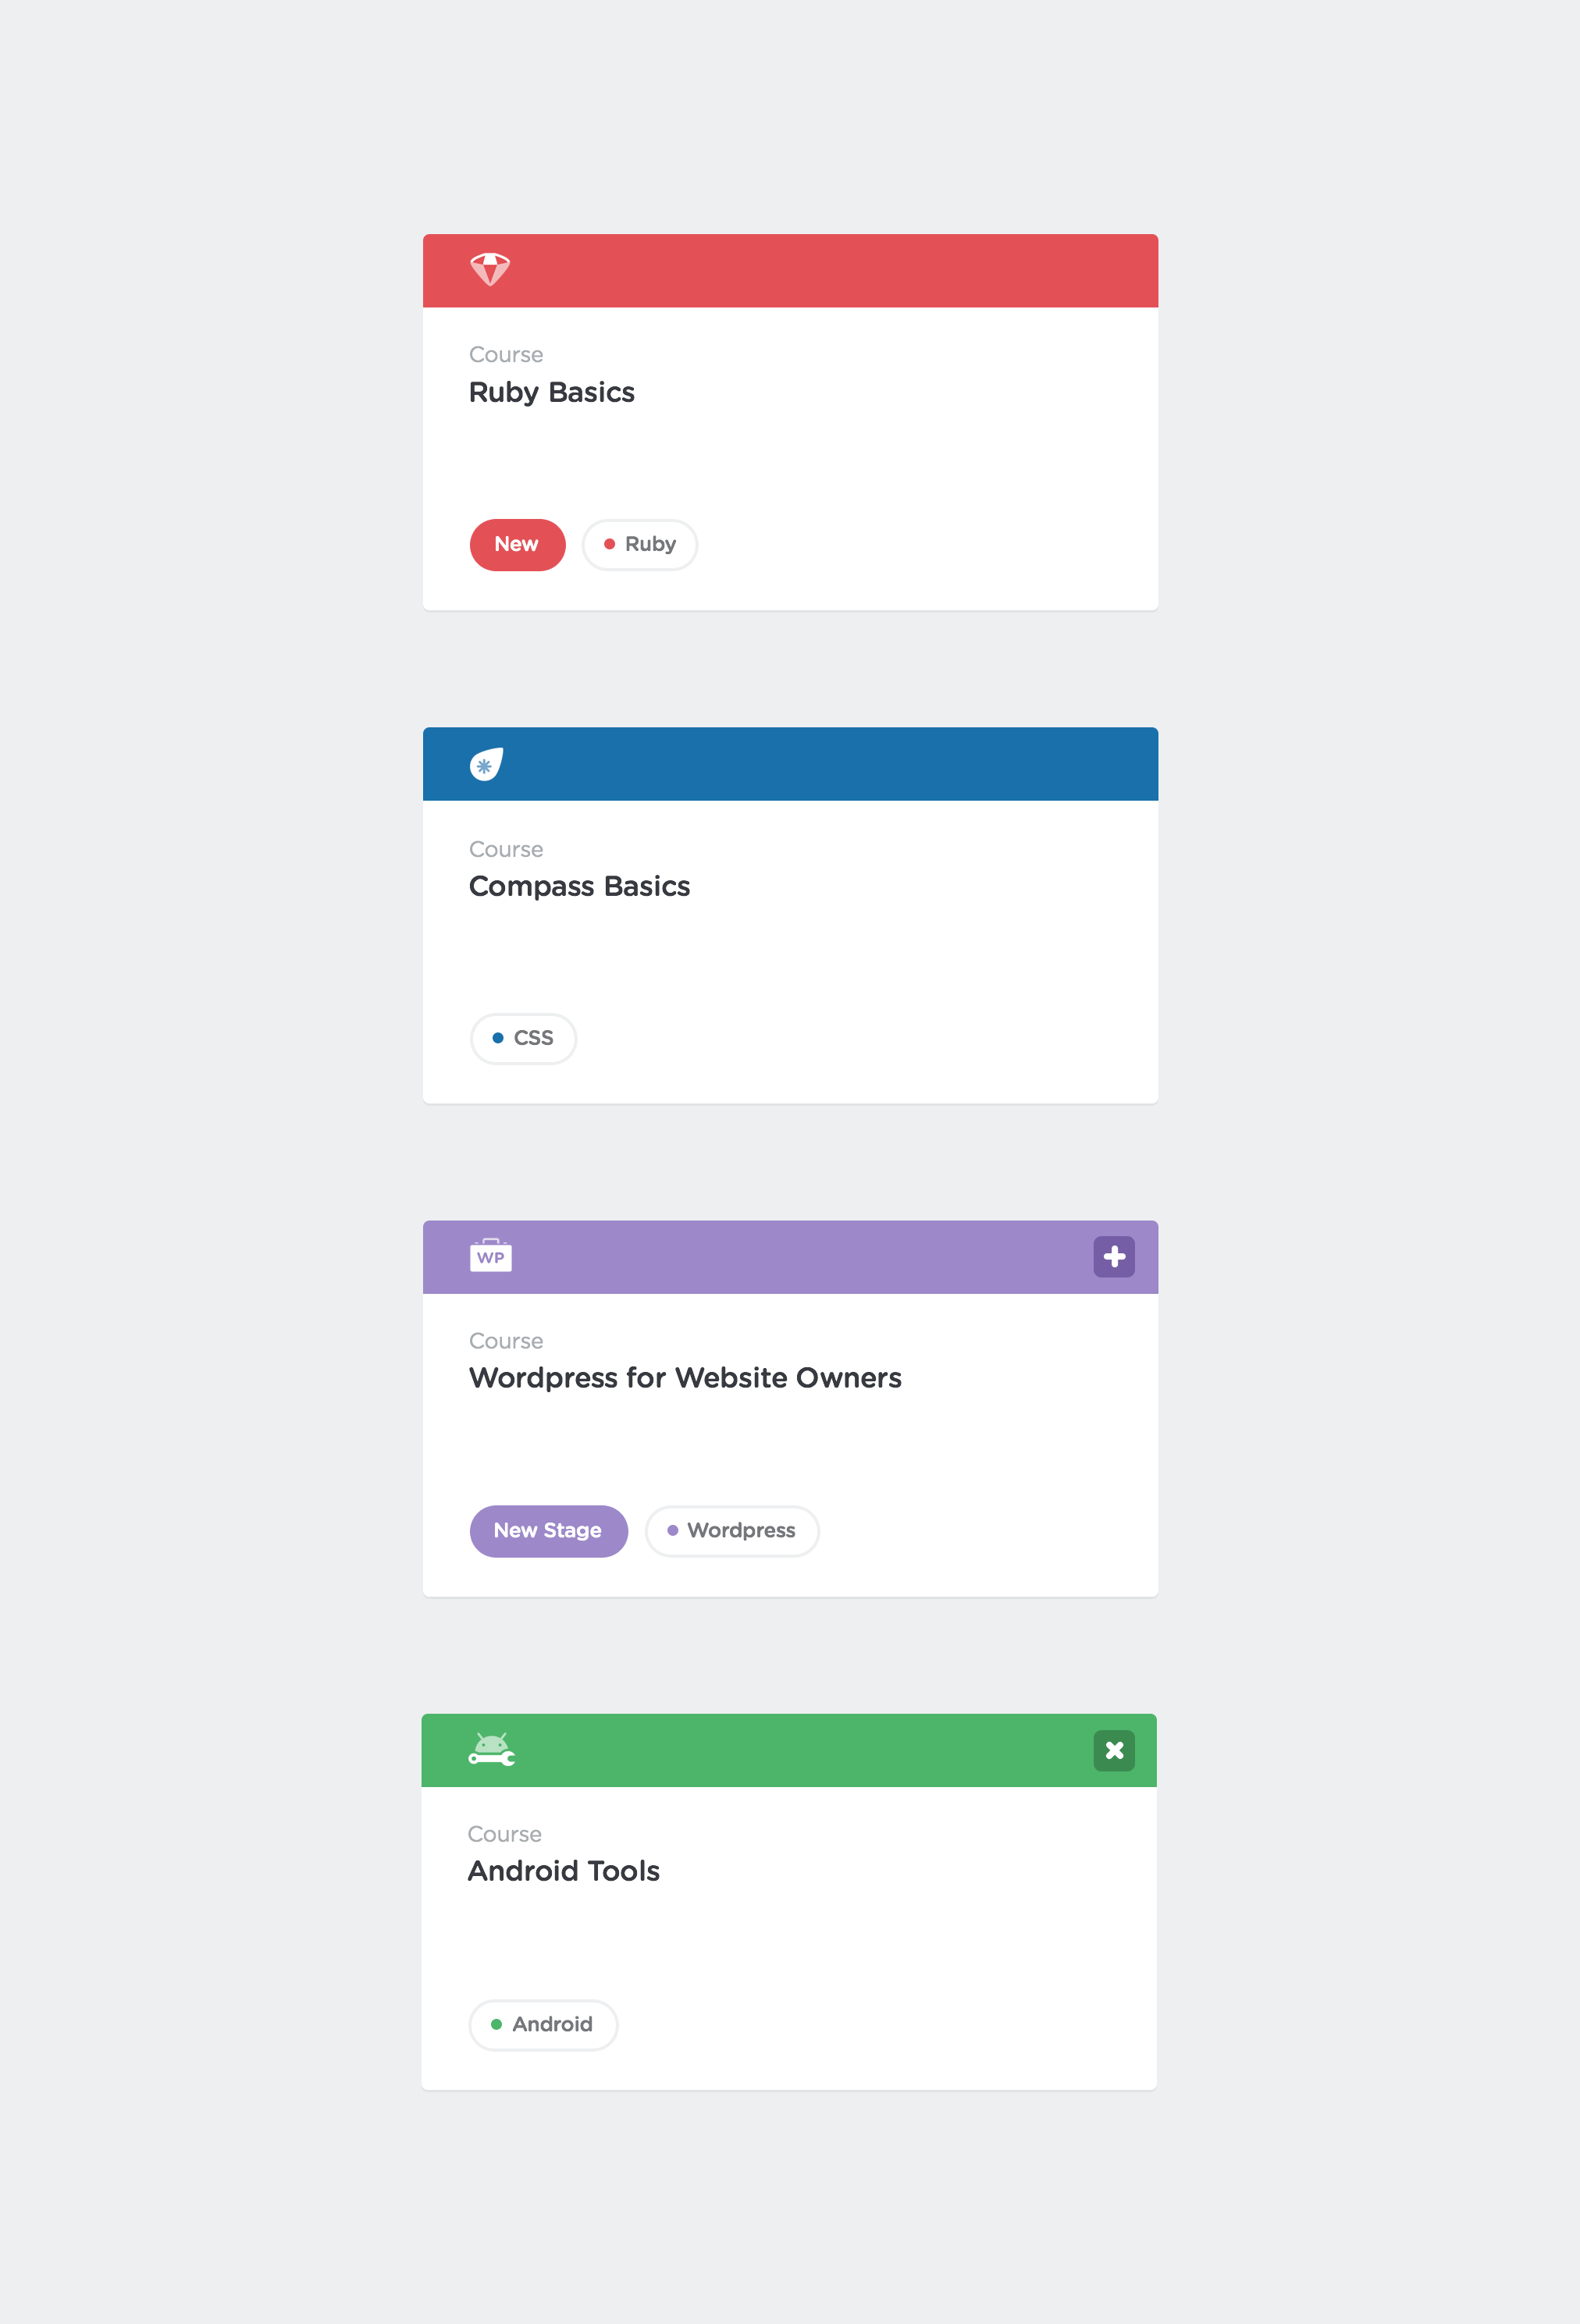 Course
Ruby Basics
New
Ruby
Course
Compass Basics
CSS
WP
Course
Wordpress for Website Owners
New Stage
Wordpress
Course
Android Tools
Android